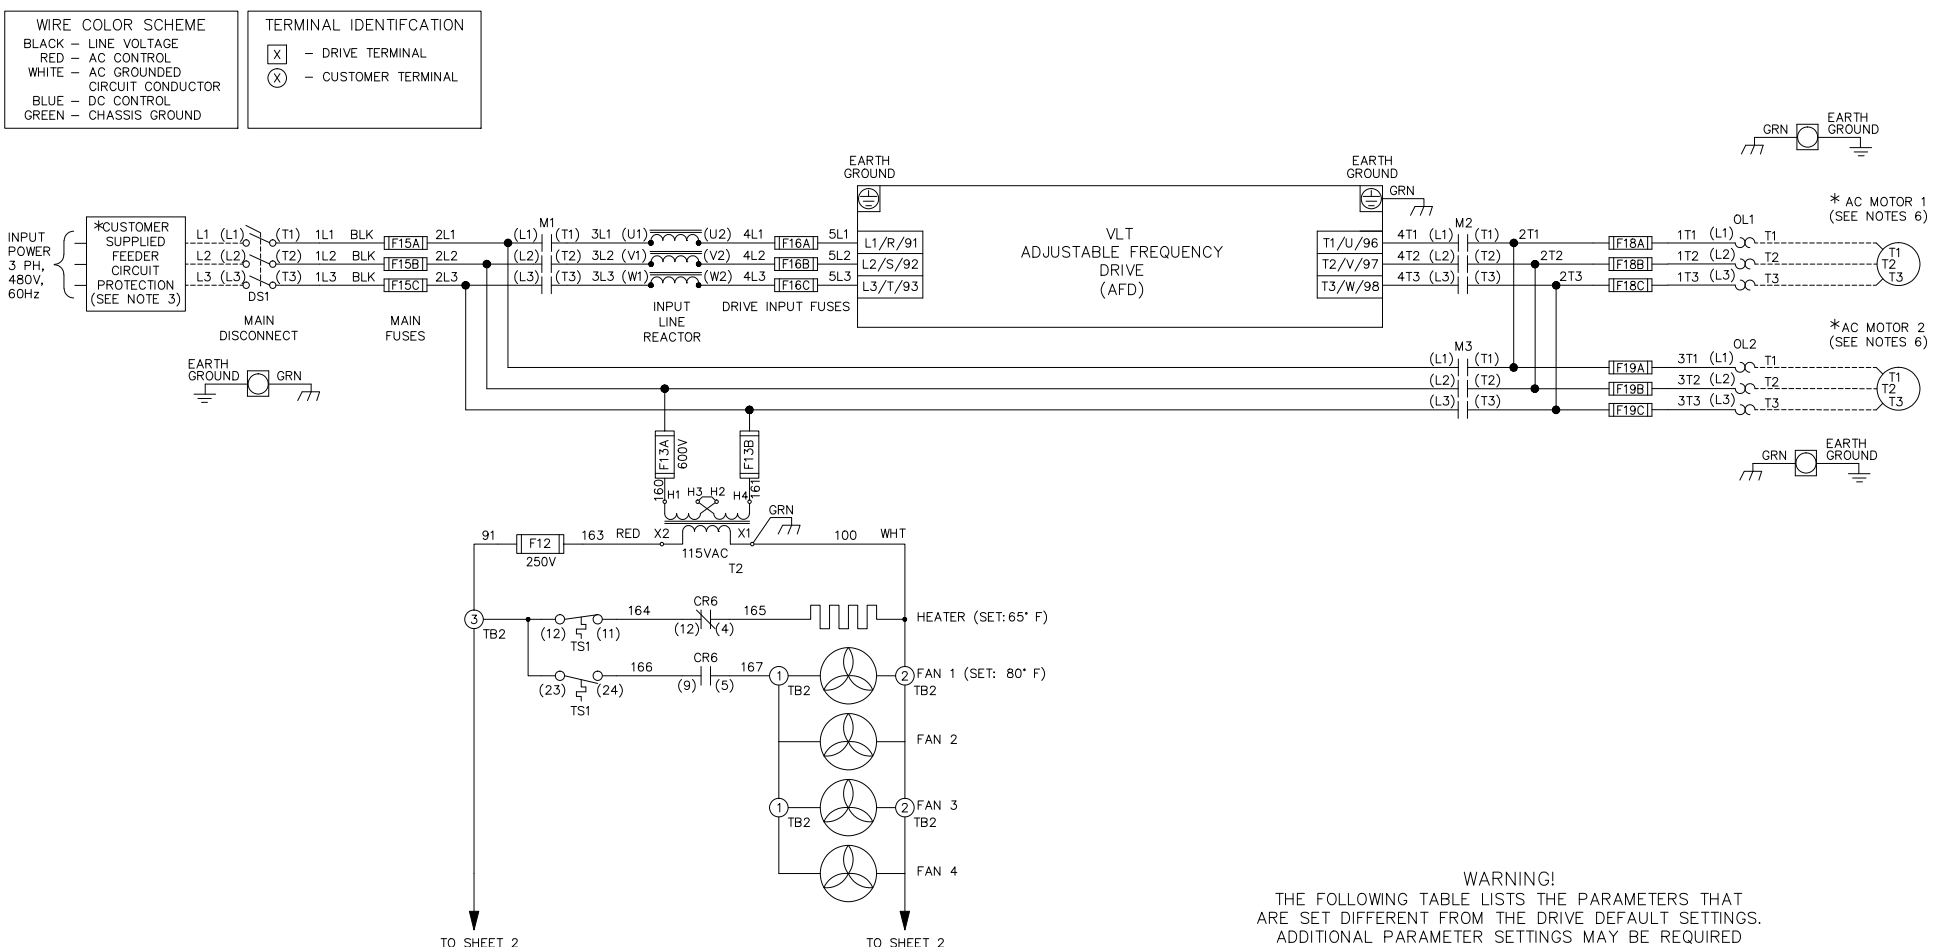 WIRE COLOR SCHEME
BLACK – LINE VOLTAGE
RED – AC CONTROL
WHITE – AC GROUNDED
CIRCUIT CONDUCTOR
BLUE – DC CONTROL
GREEN – CHASSIS GROUND
TERMINAL IDENTIFCATION
X – DRIVE TERMINAL
X – CUSTOMER TERMINAL
INPUT
POWER
3 PH,
480V,
60Hz
*CUSTOMER
SUPPLIED
FEEDER
CIRCUIT
PROTECTION
(SEE NOTE 3)
L1 (L1) (T1) 1L1 BLK F15A 2L1 (L1) M1 (T1) 3L1 (U1) (U2) 4L1 F16A 5L1
L2 (L2) (T2) 1L2 BLK F15B 2L2 (L2) (T2) 3L2 (V1) (V2) 4L2 F16B 5L2
L3 (L3) (T3) 1L3 BLK F15C 2L3 (L3) (T3) 3L3 (W1) (W2) 4L3 F16C 5L3
DS1
MAIN
DISCONNECT
MAIN
FUSES
INPUT
LINE
REACTOR
DRIVE INPUT FUSES
EARTH
GROUND
GRN
EARTH
GROUND
L1/R/91
L2/S/92
L3/T/93
VLT
ADJUSTABLE FREQUENCY
DRIVE
(AFD)
EARTH
GROUND
GRN
T1/U/96
T2/V/97
T3/W/98
4T1 (L1) M2 (T1) 2T1 F18A 1T1 (L1) OL1 T1
4T2 (L2) (T2) 2T2 F18B 1T2 (L2) T2
4T3 (L3) (T3) 2T3 F18C 1T3 (L3) T3
GRN
EARTH
GROUND
* AC MOTOR 1
(SEE NOTES 6)
T1
T2
T3
M3
(L1) (T1) F19A 3T1 (L1) OL2 T1
(L2) (T2) F19B 3T2 (L2) T2
(L3) (T3) F19C 3T3 (L3) T3
*AC MOTOR 2
(SEE NOTES 6)
T1
T2
T3
GRN
EARTH
GROUND
F13A
600V
F13B
160
161
H1 H3 H2 H4
GRN
91 F12 163 RED X2 X1 100 WHT
250V
115VAC
T2
3
TB2
(12) (11)
TS1
164
CR6
(12) (4)
165
HEATER (SET:65° F)
(23) (24)
TS1
166
CR6
(9) (5)
167
1
TB2
2
TB2
FAN 1 (SET: 80° F)
FAN 2
1
TB2
2
TB2
FAN 3
FAN 4
TO SHEET 2
TO SHEET 2
WARNING!
THE FOLLOWING TABLE LISTS THE PARAMETERS THAT
ARE SET DIFFERENT FROM THE DRIVE DEFAULT SETTINGS.
ADDITIONAL PARAMETER SETTINGS MAY BE REQUIRED